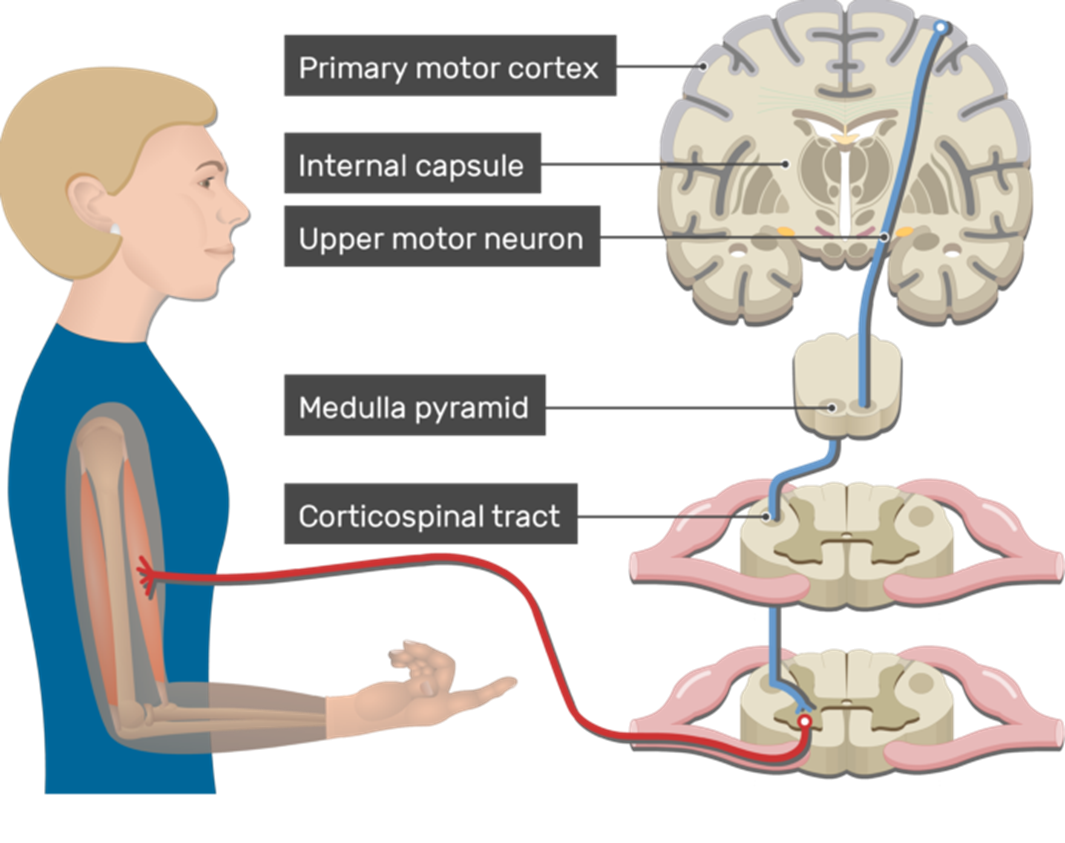 Primary motor cortex
Internal capsule
Upper motor neuron
Medulla pyramid
Corticospinal tract